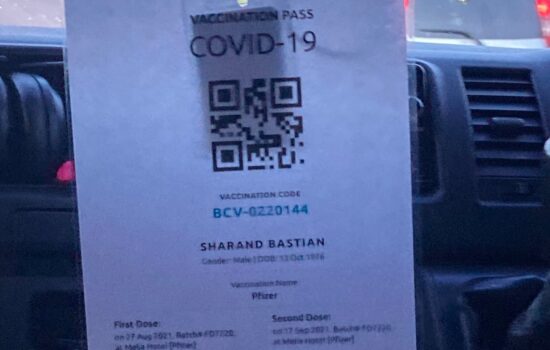 VACCINATION PASS
COVID-19
VACCINATION CODE
BCV-0220144
SHARAND BASTIAN
Gender: Male | DOB: 13 Oct 1976
Vaccination Name
Pfizer
First Dose:
Second Dose:
on 27 Aug 2021, Batch# FD7220,
on 17 Sep 2021, Batch# FD7220,
at Melia Hotel [Pfizer]
at Melia Hotel [Pfizer]